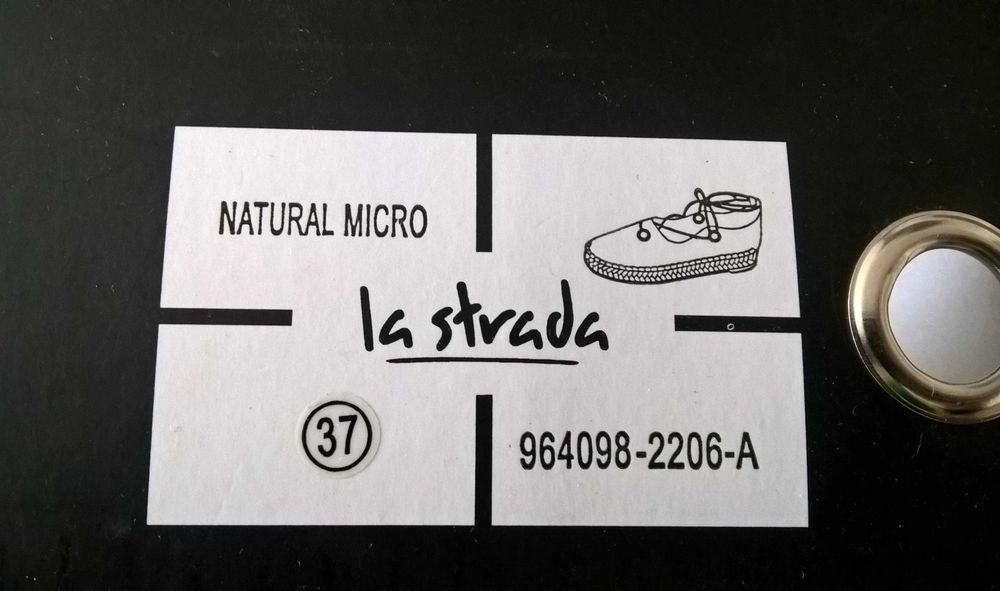 NATURAL MICRO
la strada
37
964098-2206-A